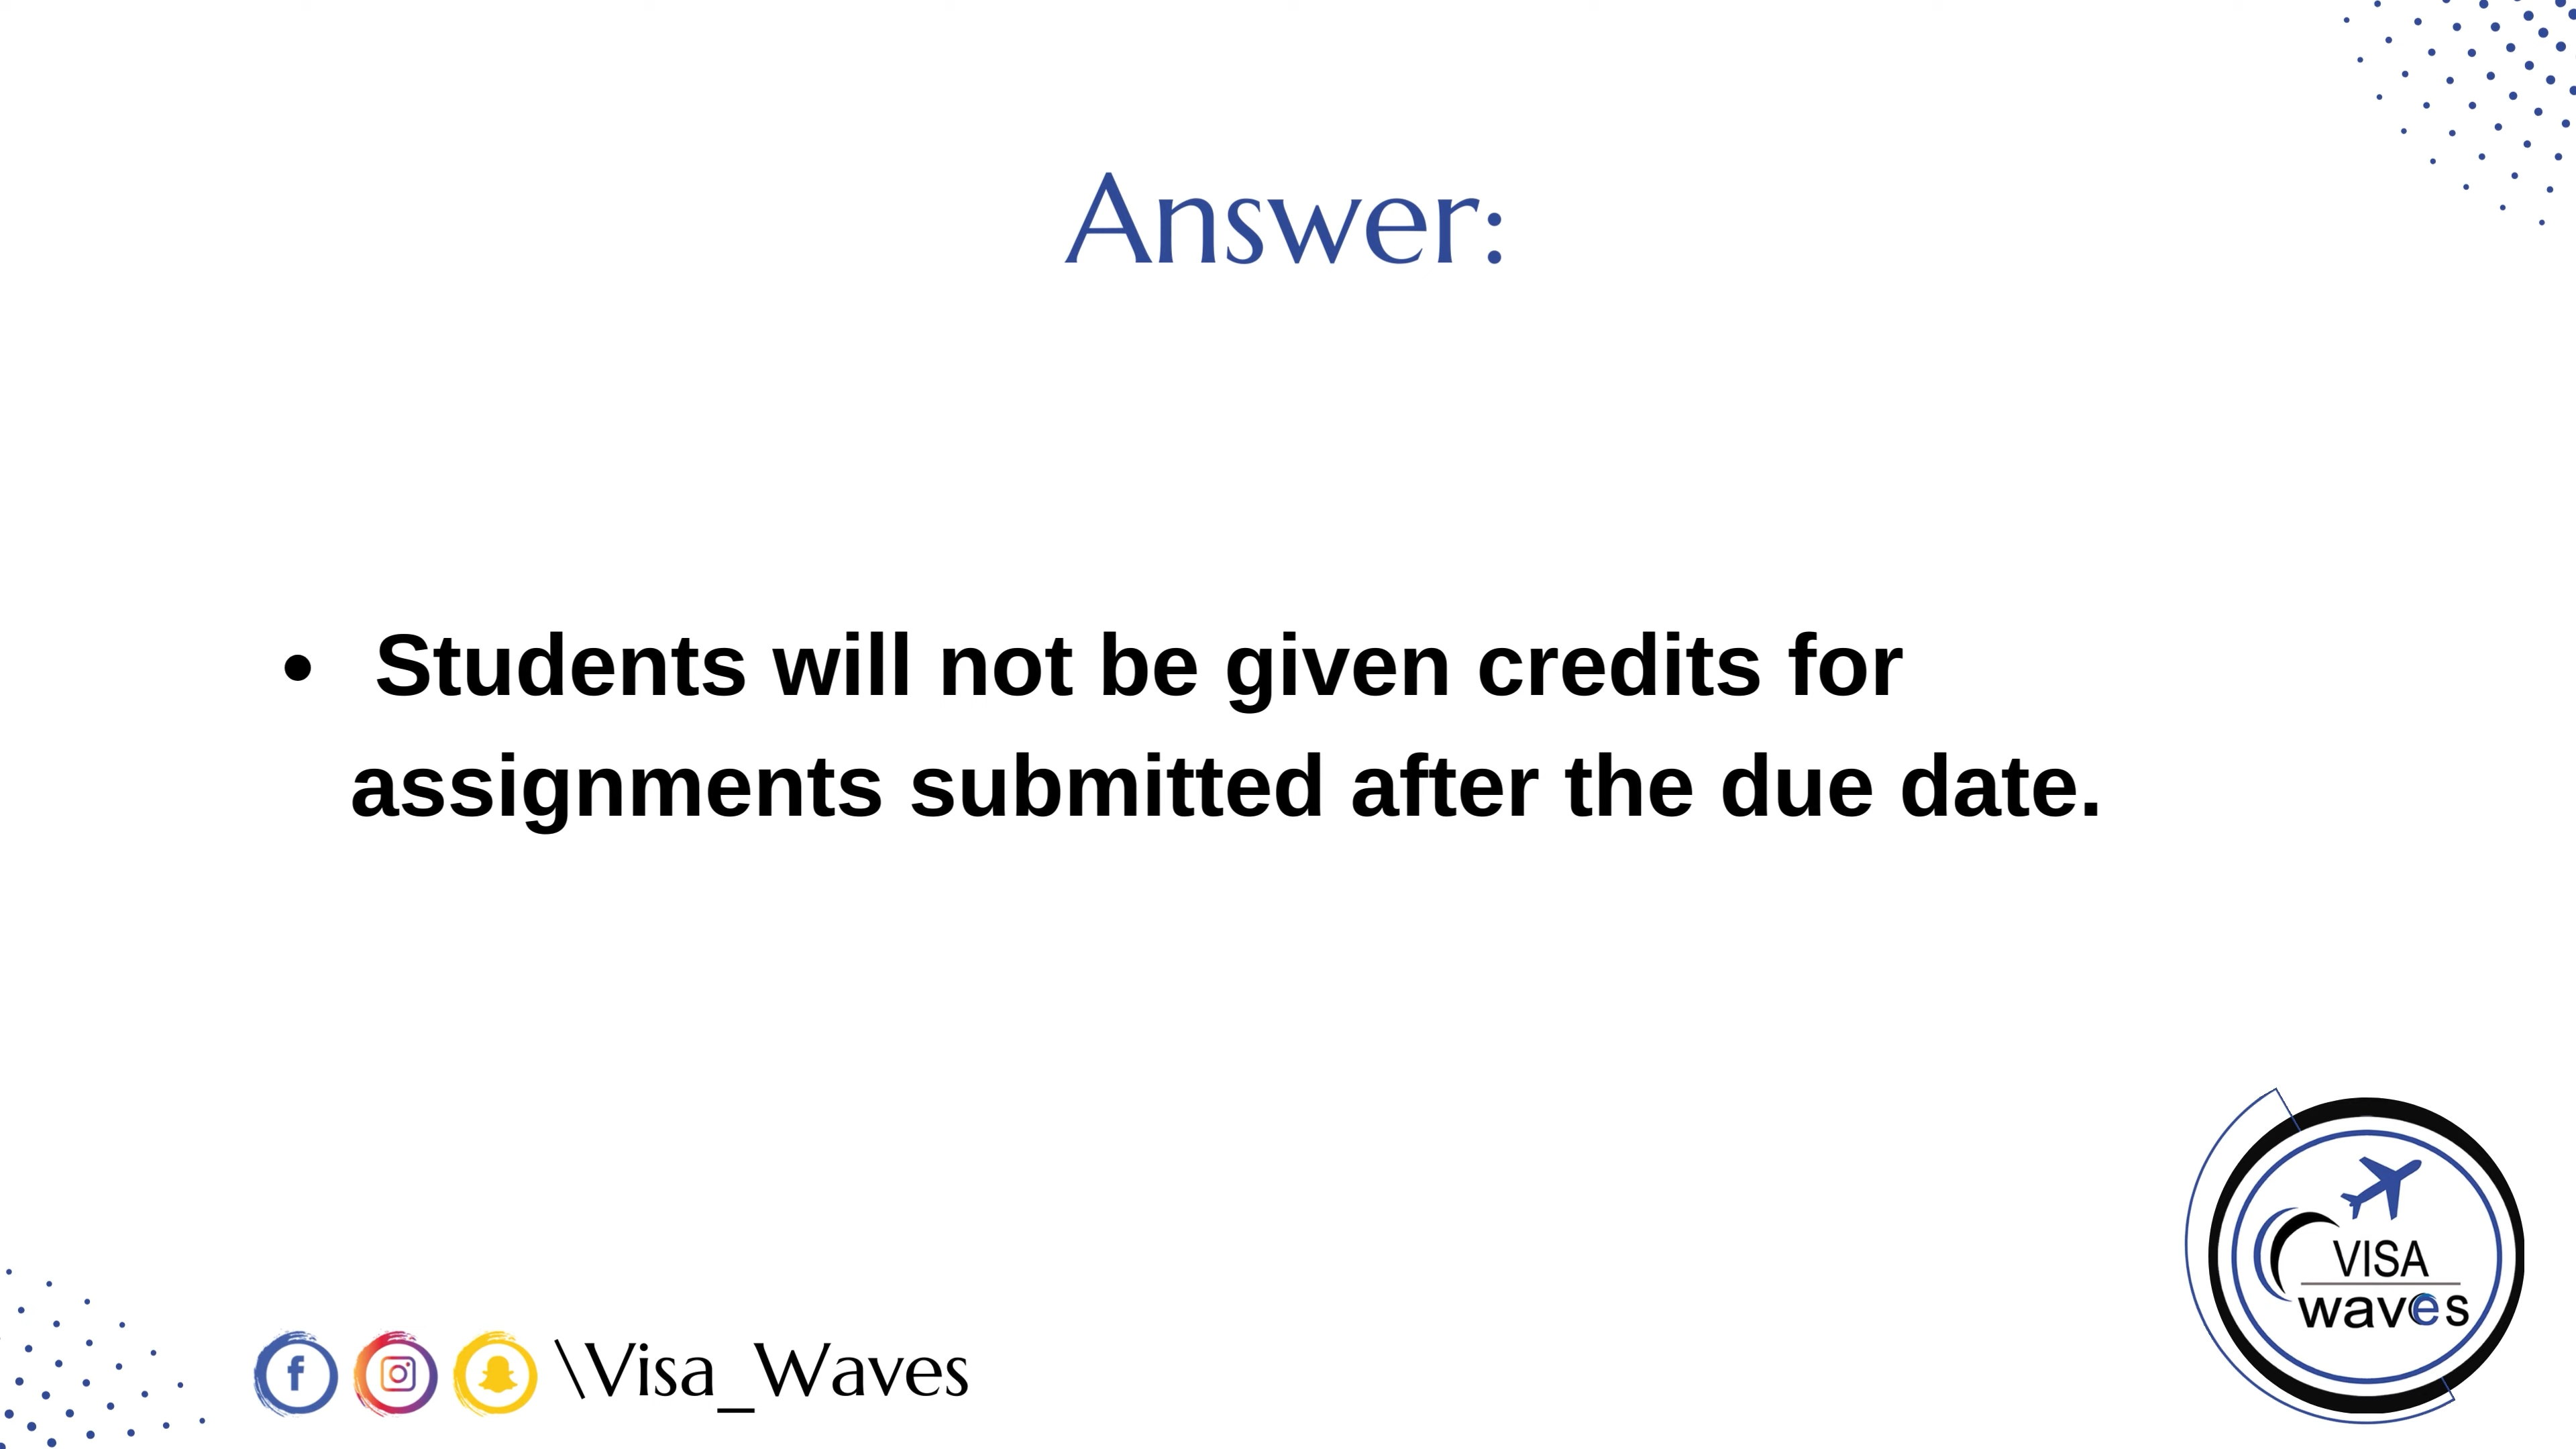 Answer:
• Students will not be given credits for
assignments submitted after the due date.
VISA
waves
\Visa_Waves